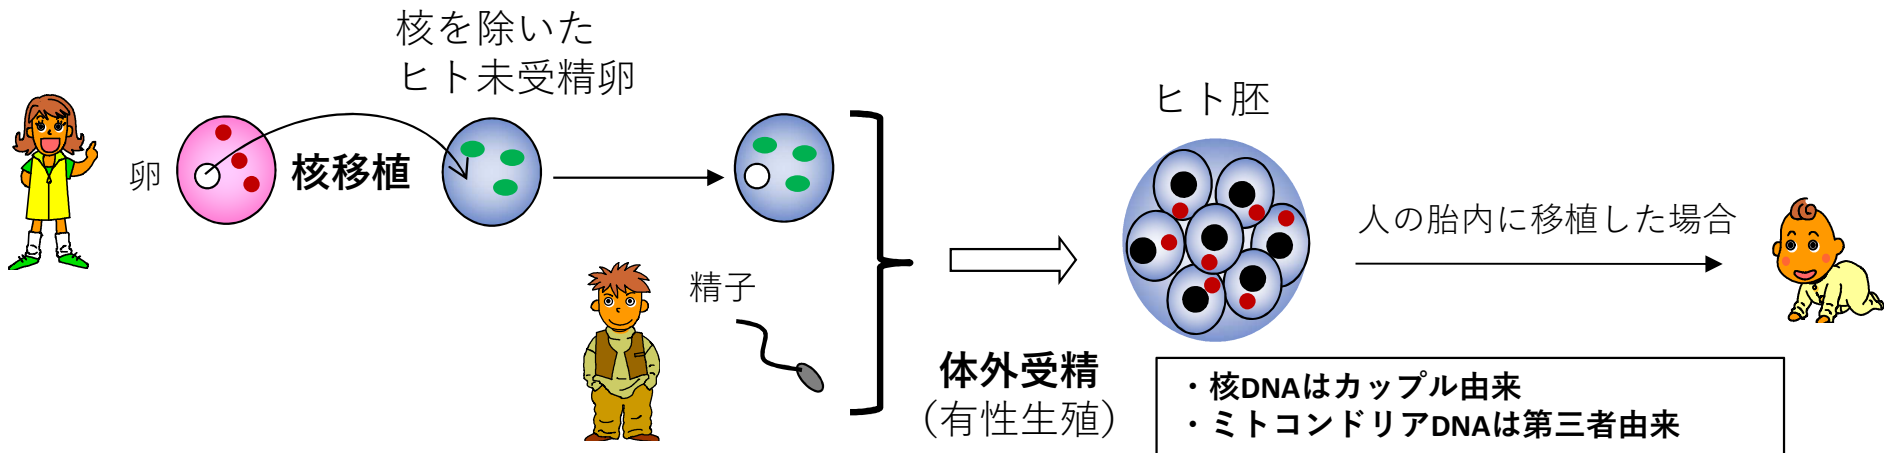 核を除いた
ヒト未受精卵
卵
核移植
精子
体外受精
(有性生殖)
ヒト胚
人の胎内に移植した場合
・核DNAはカップル由来
・ミトコンドリアDNAは第三者由来